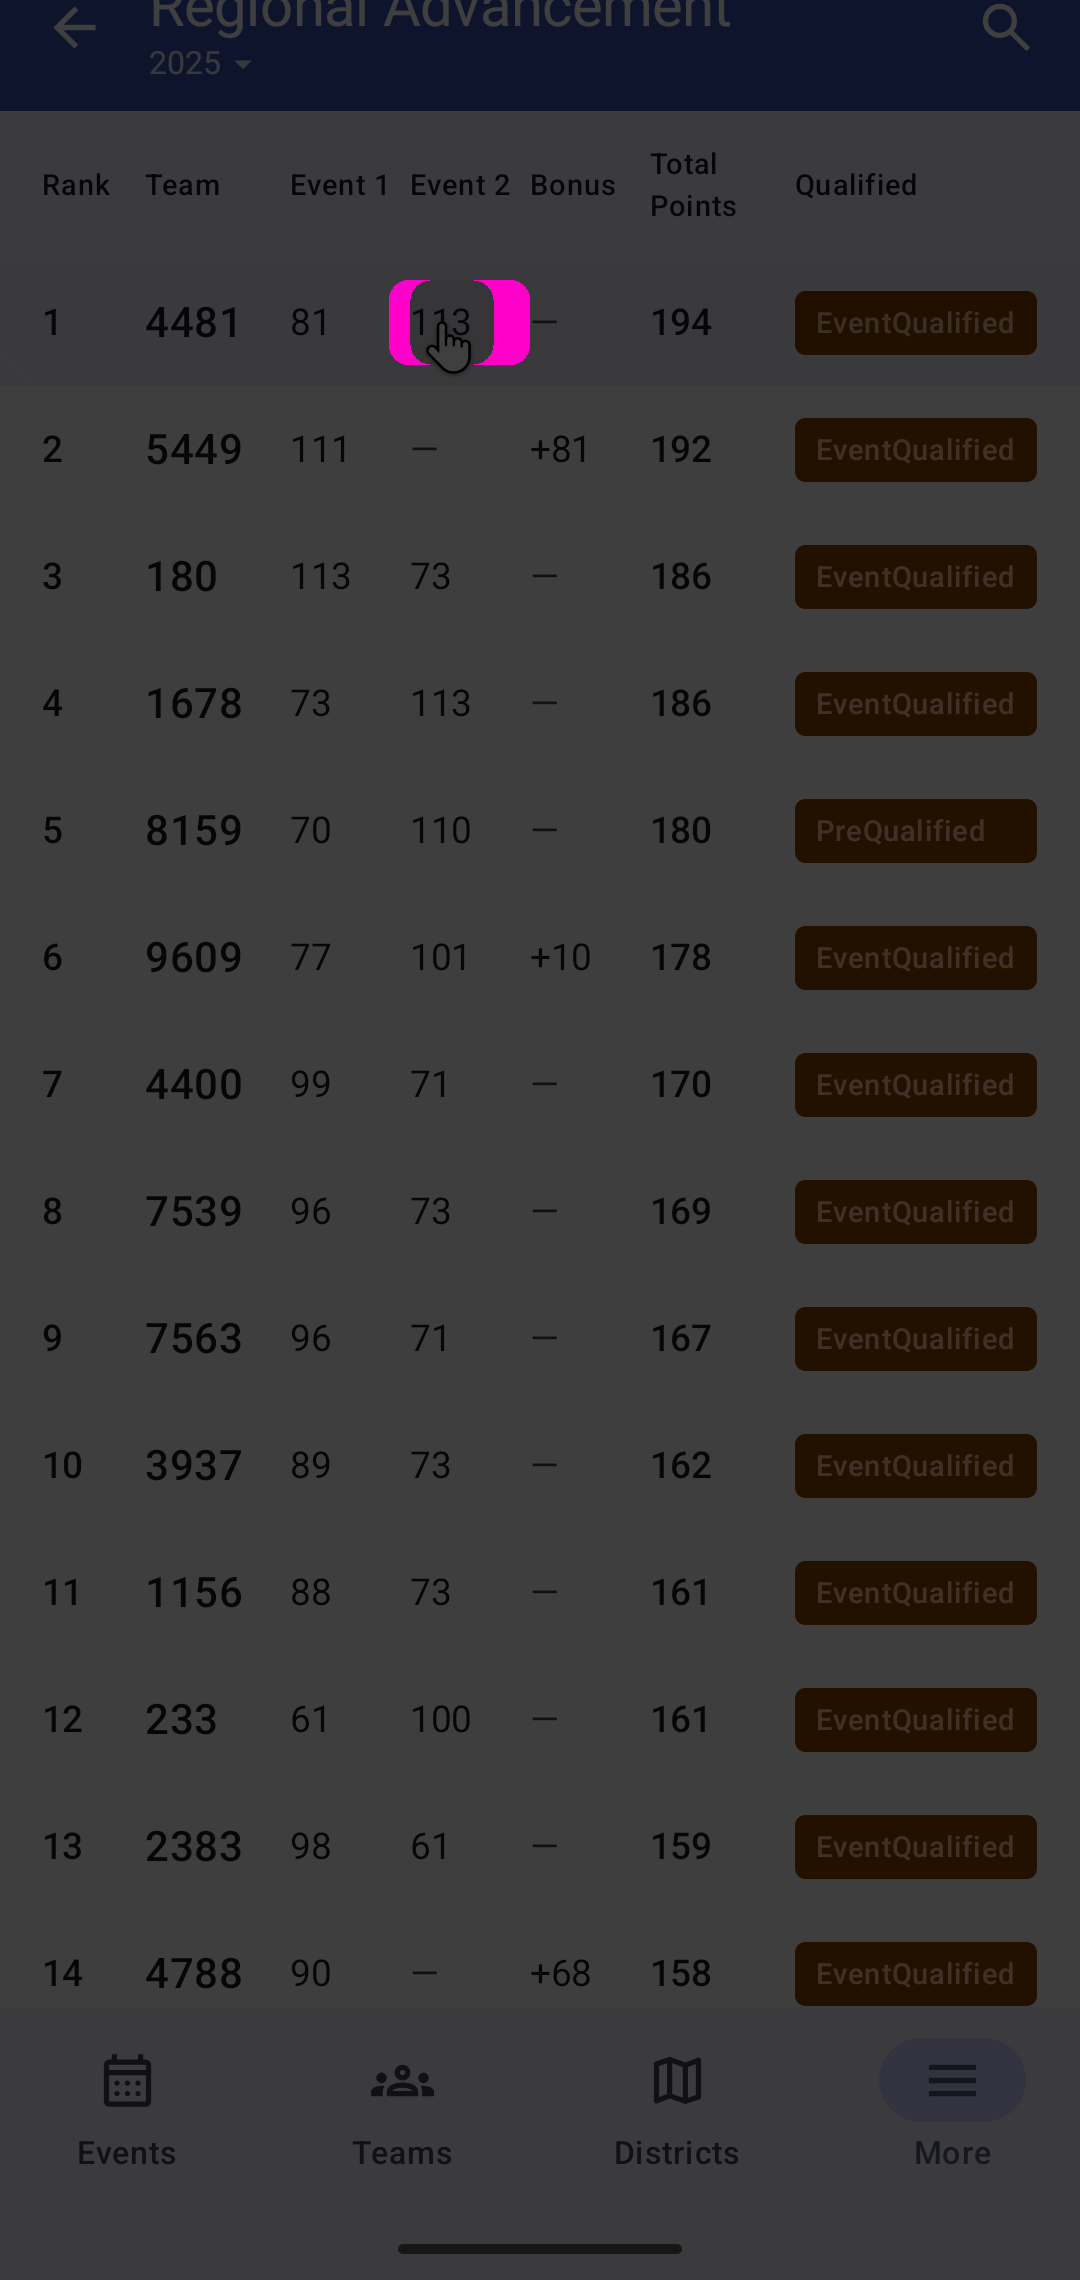 Regional Advancement
2025
Rank Team Event 1 Event 2 Bonus Total Points Qualified
1 4481 81 113 — 194 EventQualified
2 5449 111 — +81 192 EventQualified
3 180 113 73 — 186 EventQualified
4 1678 73 113 — 186 EventQualified
5 8159 70 110 — 180 PreQualified
6 9609 77 101 +10 178 EventQualified
7 4400 99 71 — 170 EventQualified
8 7539 96 73 — 169 EventQualified
9 7563 96 71 — 167 EventQualified
10 3937 89 73 — 162 EventQualified
11 1156 88 73 — 161 EventQualified
12 233 61 100 — 161 EventQualified
13 2383 98 61 — 159 EventQualified
14 4788 90 — +68 158 EventQualified
Events Teams Districts More